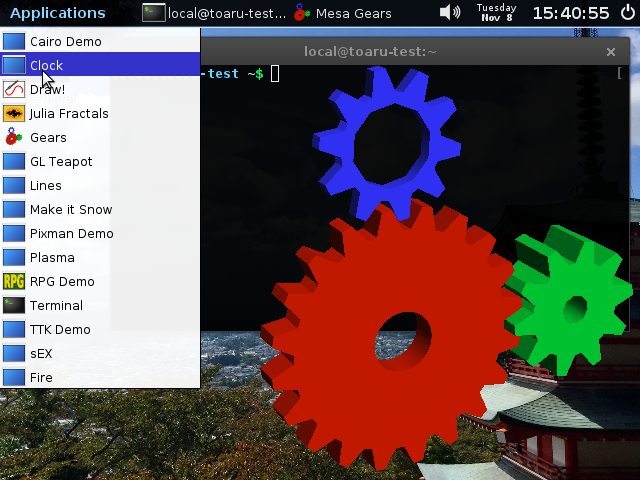 Applications
local@toaru-test...
Mesa Gears
Tuesday
Nov 8
15:40:55
Cairo Demo
Clock
Draw!
Julia Fractals
Gears
GL Teapot
Lines
Make it Snow
Pixman Demo
Plasma
RPG RPG Demo
Terminal
TTK Demo
sEX
Fire
local@toaru-test:~
-test ~$
[